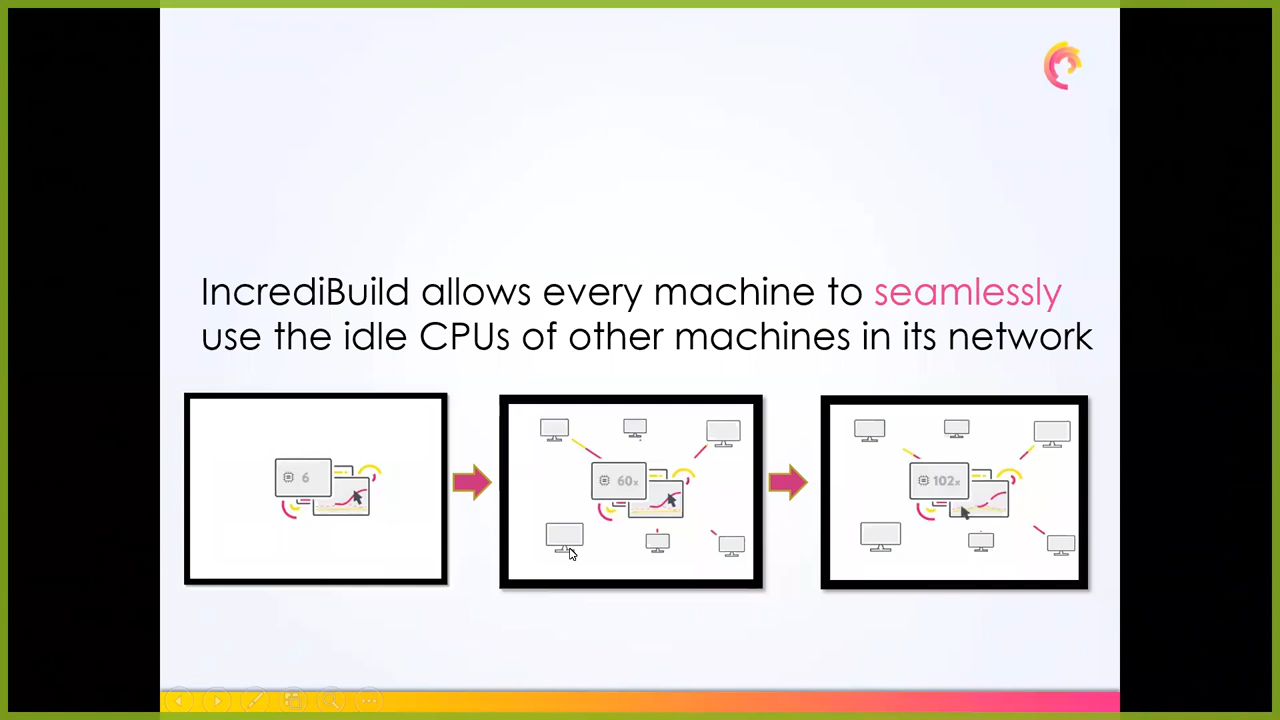 IncrediBuild allows every machine to seamlessly
use the idle CPUs of other machines in its network
6
60x
102x